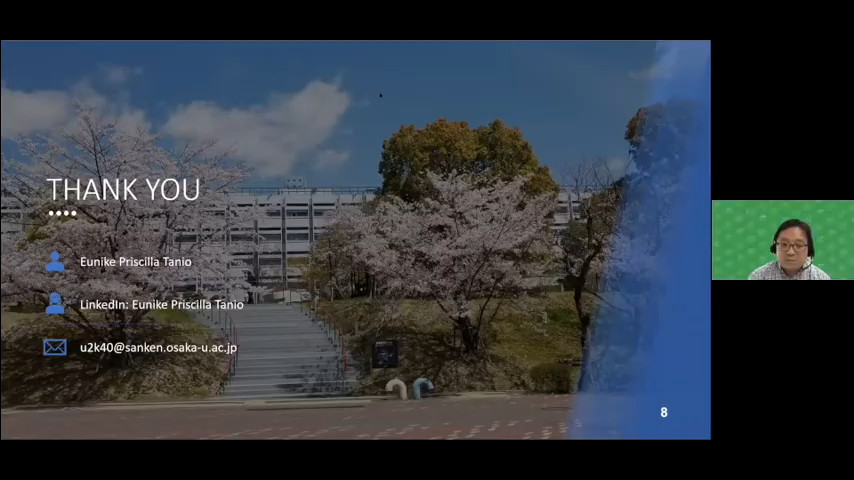 THANK YOU
Eunike Priscilla Tanio
LinkedIn: Eunike Priscilla Tanio
u2k40@sanken.osaka-u.ac.jp
8